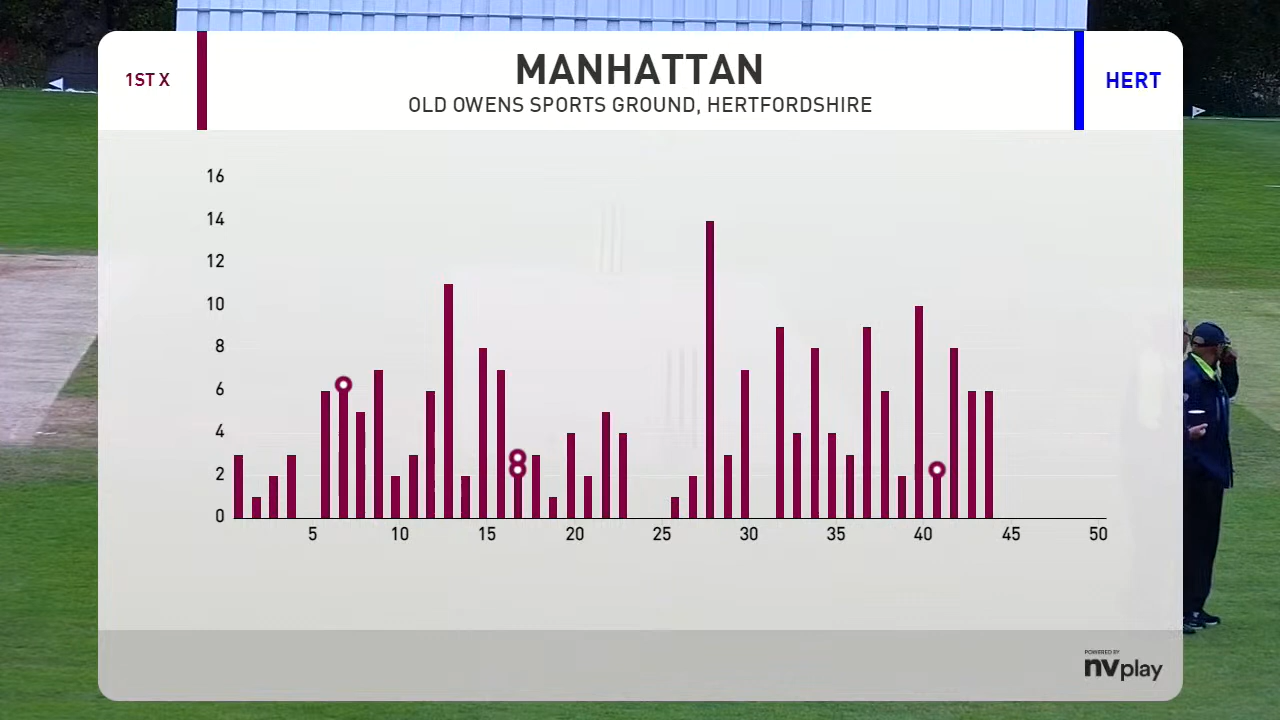 1ST X
MANHATTAN
HERT
OLD OWENS SPORTS GROUND, HERTFORDSHIRE
16
14
12
10
8
6
4
2
0
5 10 15 20 25 30 35 40 45 50
POWERED BY
nvplay